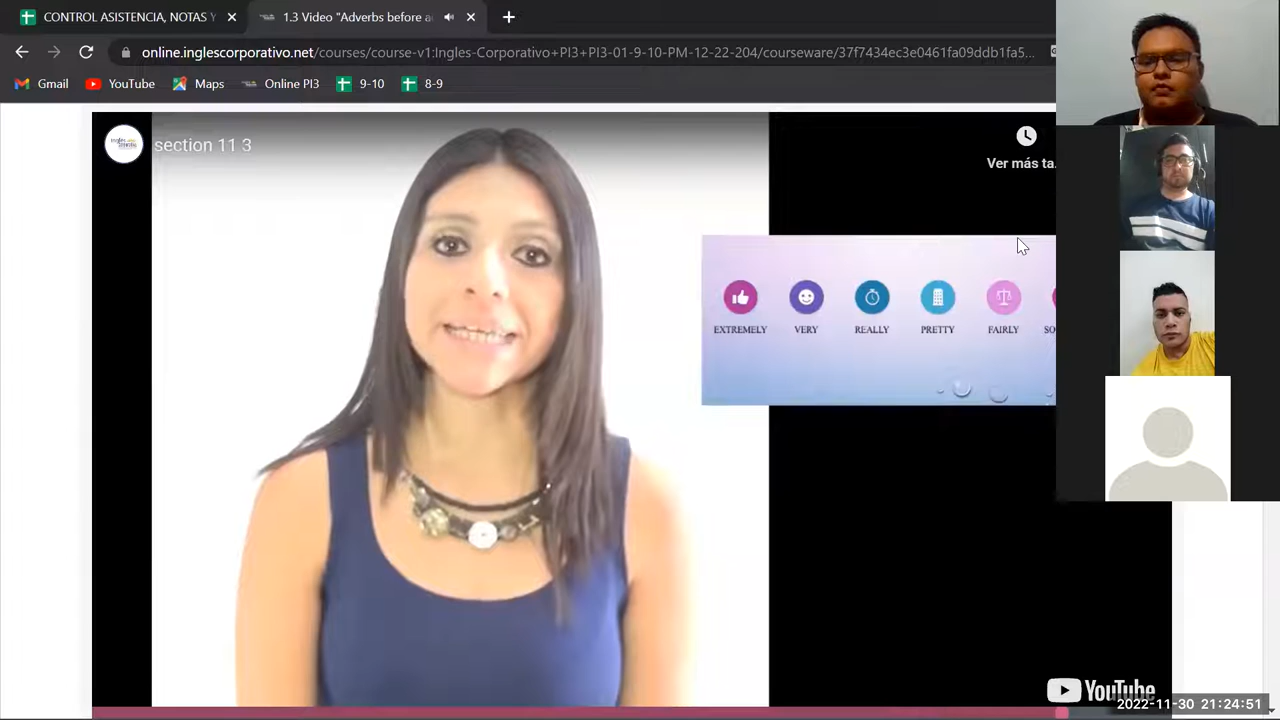 CONTROL ASISTENCIA, NOTAS Y
1.3 Video "Adverbs before a
online.inglescorporativo.net/courses/course-v1:Ingles-Corporativo+PI3+PI3-01-9-10-PM-12-22-204/courseware/37f7434ec3e0461fa09ddb1fa5...
Gmail
YouTube
Maps
Online PI3
9-10
8-9
section 11 3
Ver más ta.
EXTREMELY
VERY
REALLY
PRETTY
FAIRLY
SO
YouTube
2022-11-30 21:24:51